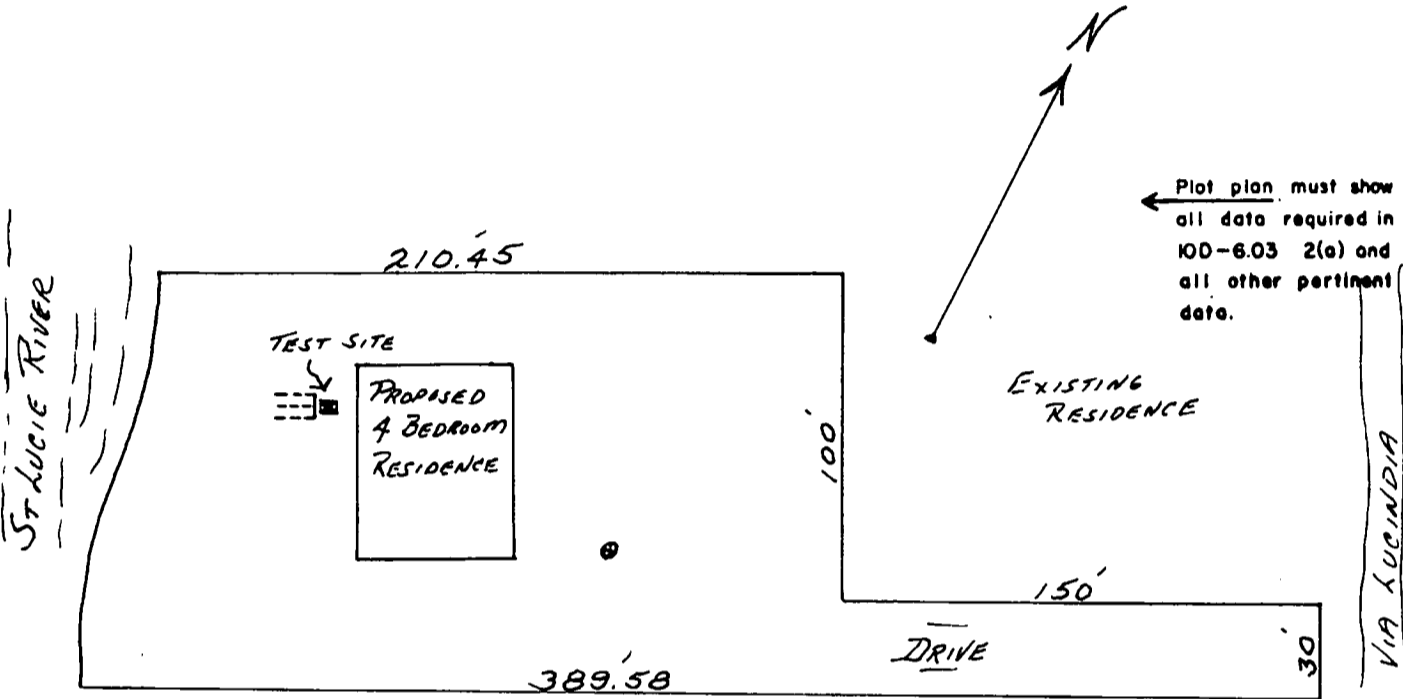 N
Plot plan must show
all data required in
10D-6.03 2(a) and
all other pertinent
data.
210.45'
ST LUCIE RIVER
TEST SITE
PROPOSED
4 BEDROOM
RESIDENCE
100'
EXISTING
RESIDENCE
VIA LUCINDIA
150'
DRIVE
30'
389.58'